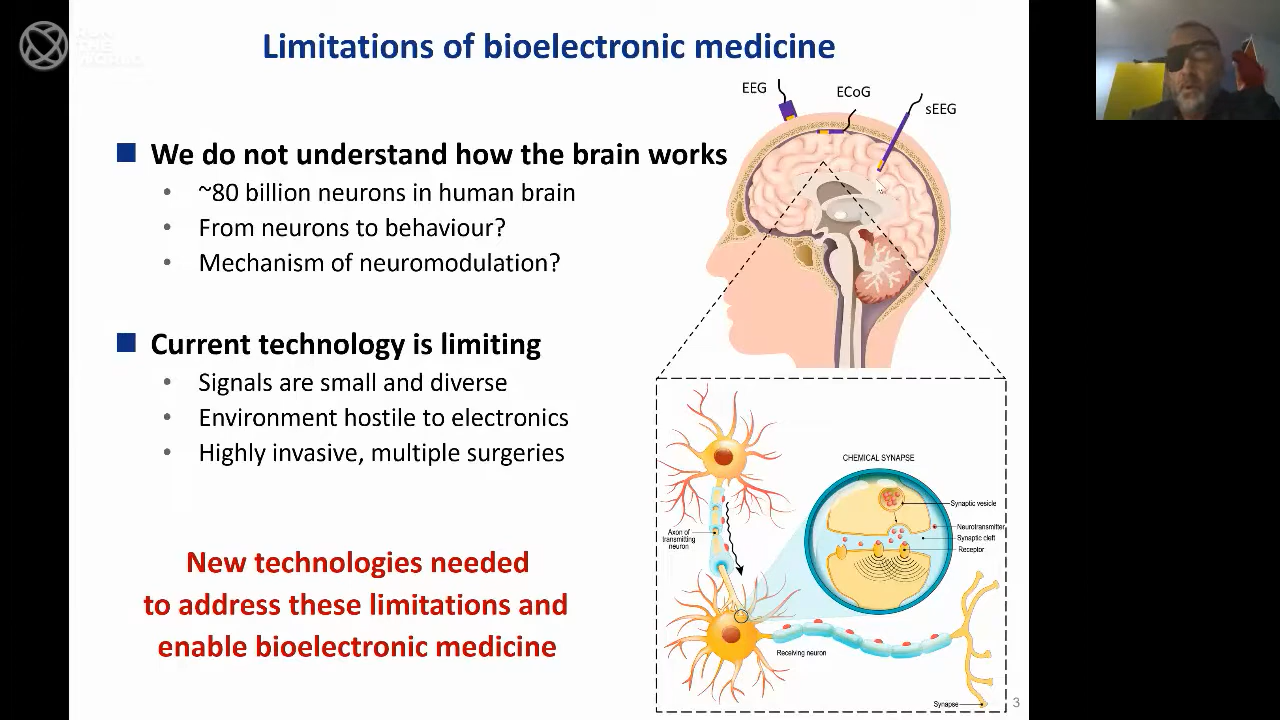 RUN
THE
WORLD
Limitations of bioelectronic medicine
EEG
ECoG
sEEG
We do not understand how the brain works
• ~80 billion neurons in human brain
• From neurons to behaviour?
• Mechanism of neuromodulation?
Current technology is limiting
• Signals are small and diverse
• Environment hostile to electronics
• Highly invasive, multiple surgeries
New technologies needed
to address these limitations and
enable bioelectronic medicine
CHEMICAL SYNAPSE
Synaptic vesicle
Neurotransmitter
Synaptic cleft
Receptor
Axon of
transmitting
neuron
Receiving neuron
Synapse
3